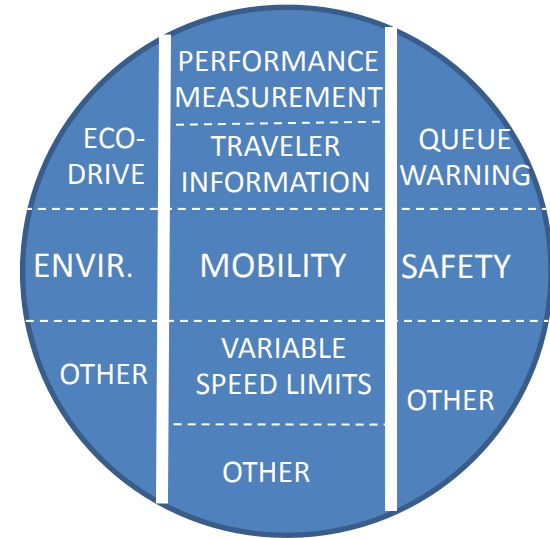 PERFORMANCE
MEASUREMENT
ECO-
DRIVE
TRAVELER
INFORMATION
QUEUE
WARNING
ENVIR.
MOBILITY
SAFETY
OTHER
VARIABLE
SPEED LIMITS
OTHER
OTHER